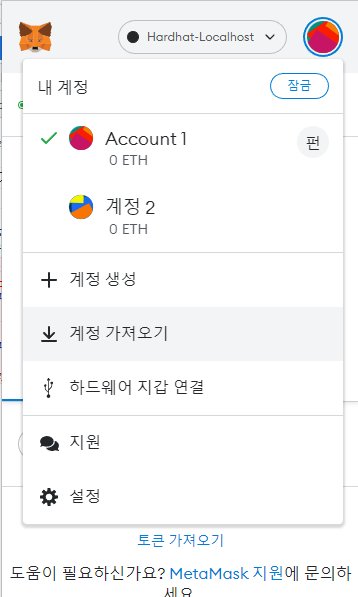 Hardhat-Localhost
내 계정
잠금
Account 1
0 ETH
펀
계정 2
0 ETH
계정 생성
계정 가져오기
하드웨어 지갑 연결
지원
설정
토큰 가져오기
도움이 필요하신가요? MetaMask 지원에 문의하
세요